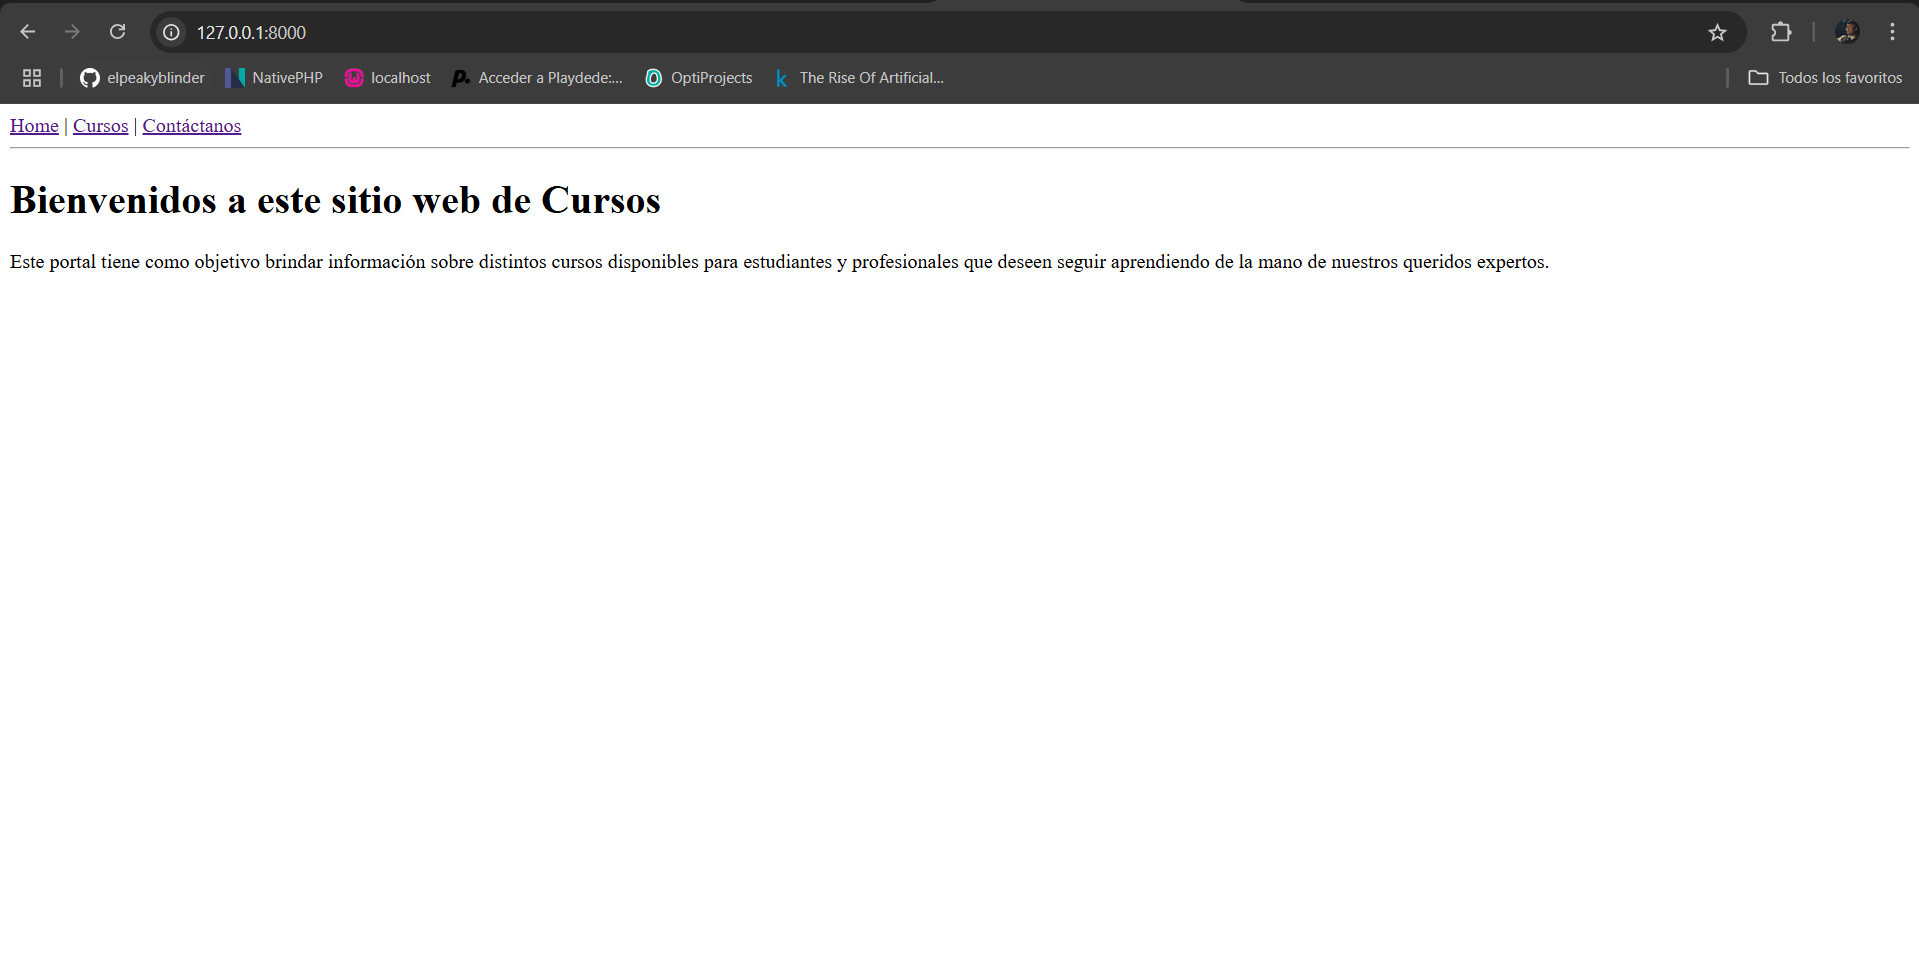 127.0.0.1:8000
elpeakyblinder NativePHP localhost Acceder a Playdede:... OptiProjects The Rise Of Artificial... Todos los favoritos
Home | Cursos | Contáctanos
Bienvenidos a este sitio web de Cursos
Este portal tiene como objetivo brindar información sobre distintos cursos disponibles para estudiantes y profesionales que deseen seguir aprendiendo de la mano de nuestros queridos expertos.